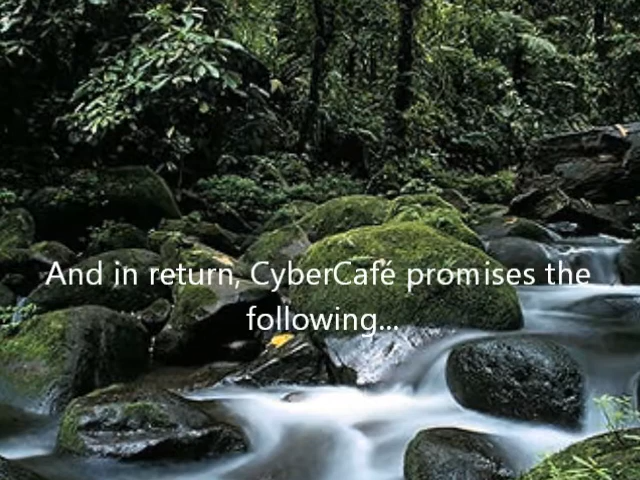 And in return, CyberCafé promises the
following...